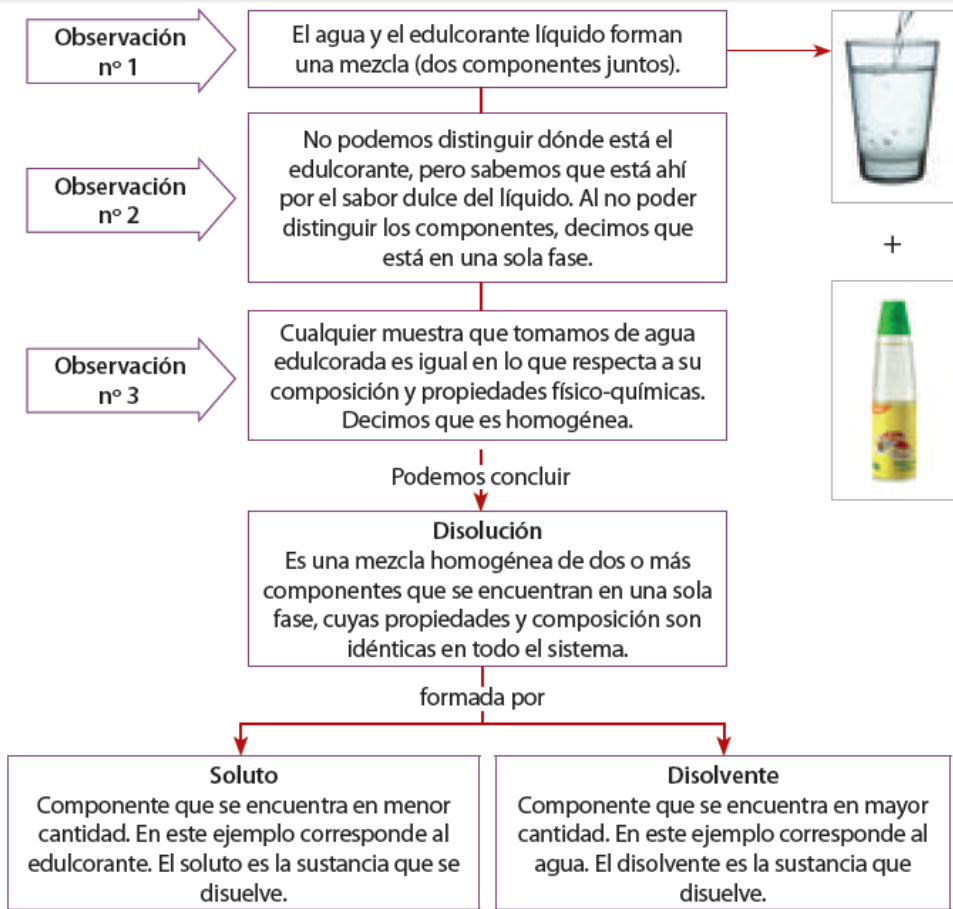 Observación
nº 1
El agua y el edulcorante líquido forman
una mezcla (dos componentes juntos).
Observación
nº 2
No podemos distinguir dónde está el
edulcorante, pero sabemos que está ahí
por el sabor dulce del líquido. Al no poder
distinguir los componentes, decimos que
está en una sola fase.
+
Observación
nº 3
Cualquier muestra que tomamos de agua
edulcorada es igual en lo que respecta a su
composición y propiedades físico-químicas.
Decimos que es homogénea.
Podemos concluir
Disolución
Es una mezcla homogénea de dos o más
componentes que se encuentran en una sola
fase, cuyas propiedades y composición son
idénticas en todo el sistema.
formada por
Soluto
Componente que se encuentra en menor
cantidad. En este ejemplo corresponde al
edulcorante. El soluto es la sustancia que se
disuelve.
Disolvente
Componente que se encuentra en mayor
cantidad. En este ejemplo corresponde al
agua. El disolvente es la sustancia que
disuelve.